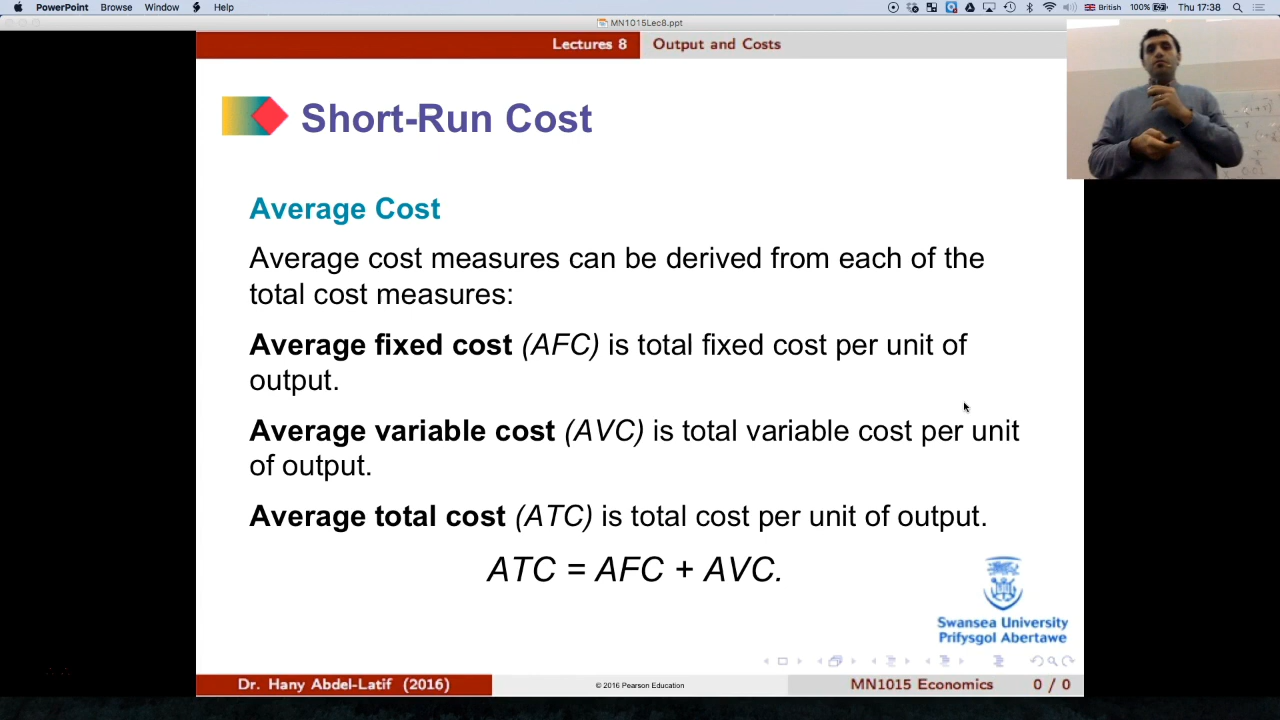 PowerPoint Browse Window Help British 100% Thu 17:38
MN1015Lec8.ppt
Lectures 8 Output and Costs
Short-Run Cost
Average Cost
Average cost measures can be derived from each of the
total cost measures:
Average fixed cost (AFC) is total fixed cost per unit of
output.
Average variable cost (AVC) is total variable cost per unit
of output.
Average total cost (ATC) is total cost per unit of output.
ATC = AFC + AVC.
Swansea University
Prifysgol Abertawe
Dr. Hany Abdel-Latif (2016) © 2016 Pearson Education MN1015 Economics 0 / 0